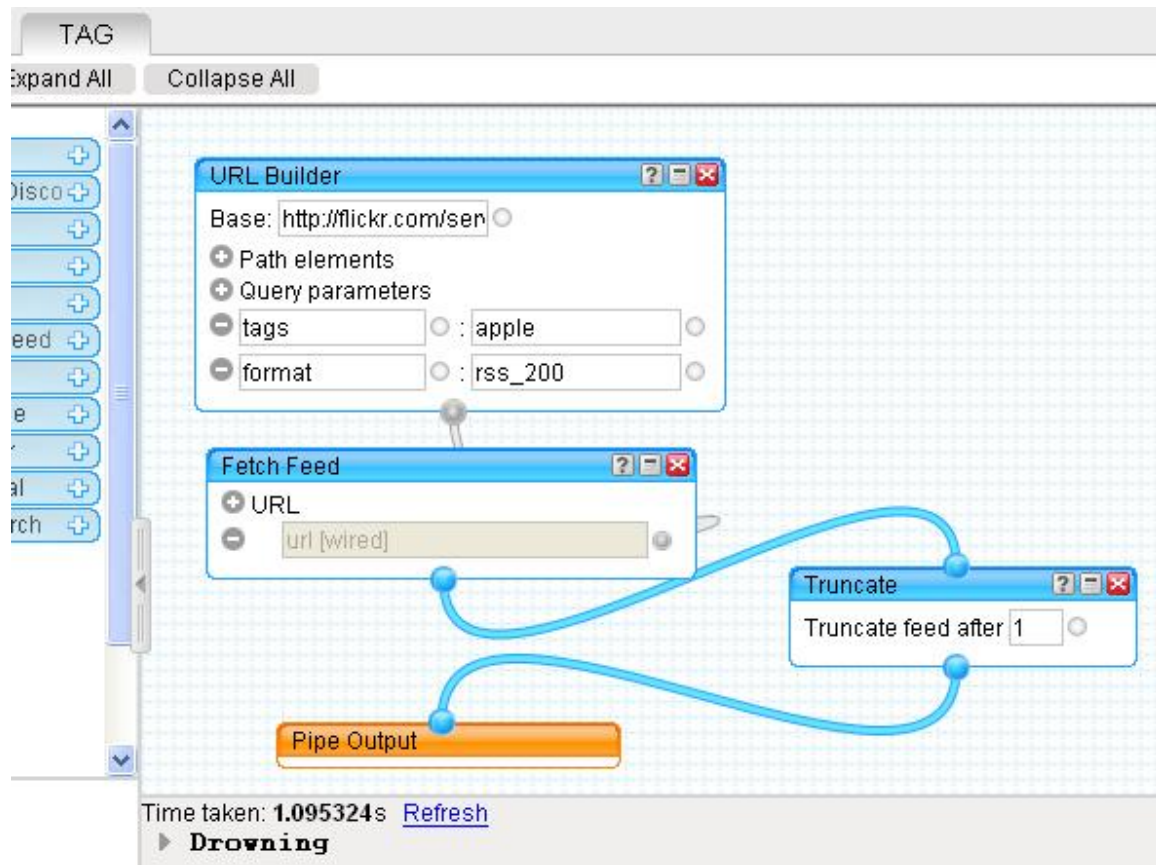 TAG
Expand All Collapse All
Disco
eed
e
al
rch
URL Builder
Base: http://flickr.com/serv
Path elements
Query parameters
tags : apple
format : rss_200
Fetch Feed
URL
url [wired]
Truncate
Truncate feed after 1
Pipe Output
Time taken: 1.095324s Refresh
Drowning